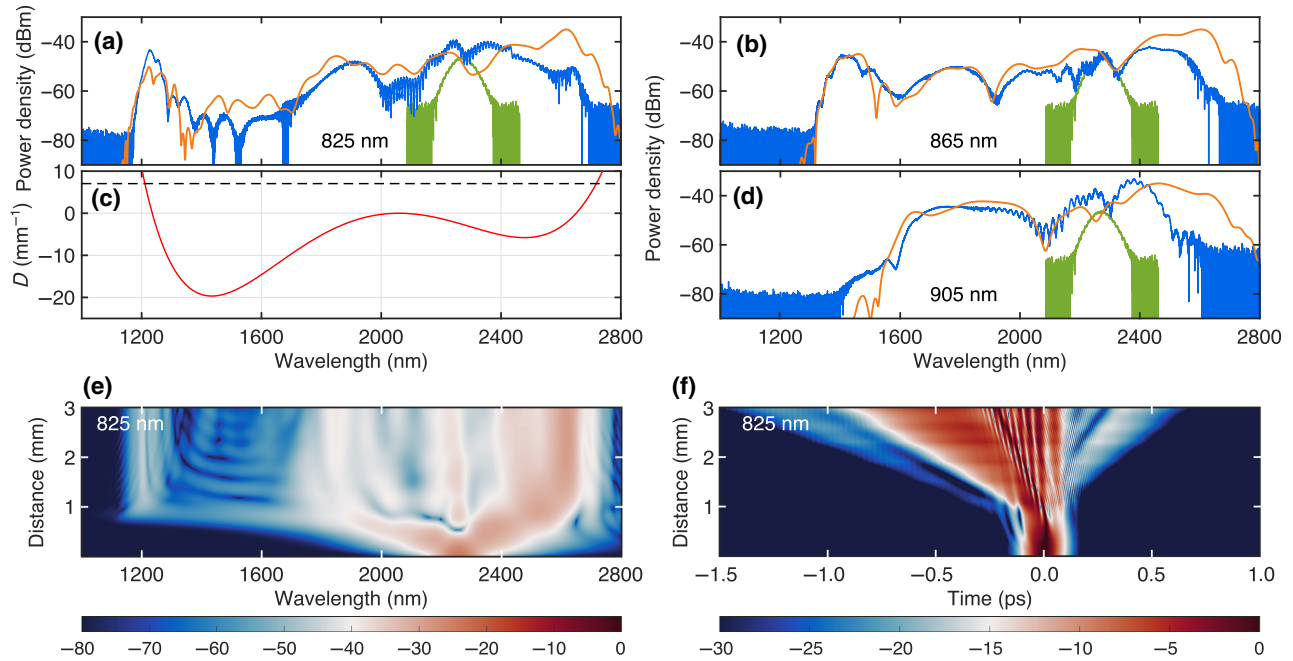 (a)
Power density (dBm)
−40
−60
−80
825 nm
(b)
Power density (dBm)
−40
−60
−80
865 nm
(c)
D (mm−1)
10
0
−10
−20
1200 1600 2000 2400 2800
Wavelength (nm)
(d)
−40
−60
−80
905 nm
1200 1600 2000 2400 2800
Wavelength (nm)
(e)
825 nm
Distance (mm)
3
2
1
1200 1600 2000 2400 2800
Wavelength (nm)
−80 −70 −60 −50 −40 −30 −20 −10 0
(f)
825 nm
Distance (mm)
3
2
1
−1.5 −1.0 −0.5 0.0 0.5 1.0
Time (ps)
−30 −25 −20 −15 −10 −5 0